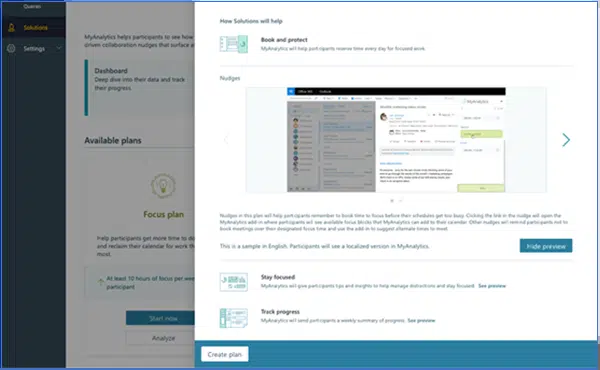 Queries
Solutions
Settings
MyAnalytics helps participants to see how
driven collaboration nudges that surface a
Dashboard
Deep dive into their data and track
their progress.
Available plans
Focus plan
Help participants get more time to do
and reclaim their calendar for work th
most.
At least 10 hours of focus per wee
participant
Start now
Analyze
How Solutions will help
Book and protect
MyAnalytics will help participants reserve time every day for focused work.
Nudges
Office 365
Outlook
MyAnalytics
Nudges in this plan will help participants remember to book time to focus before their schedules get too busy. Clicking the link in the nudge will open the
MyAnalytics add-in where participants will see available focus blocks that MyAnalytics can add to their calendar. Other nudges will remind participants not to
book meetings over their designated focus time and use the add-in to suggest alternate times to meet.
This is a sample in English. Participants will see a localized version in MyAnalytics.
Hide preview
Stay focused
MyAnalytics will give participants tips and insights to help manage distractions and stay focused. See preview
Track progress
MyAnalytics will send participants a weekly summary of progress. See preview
Create plan